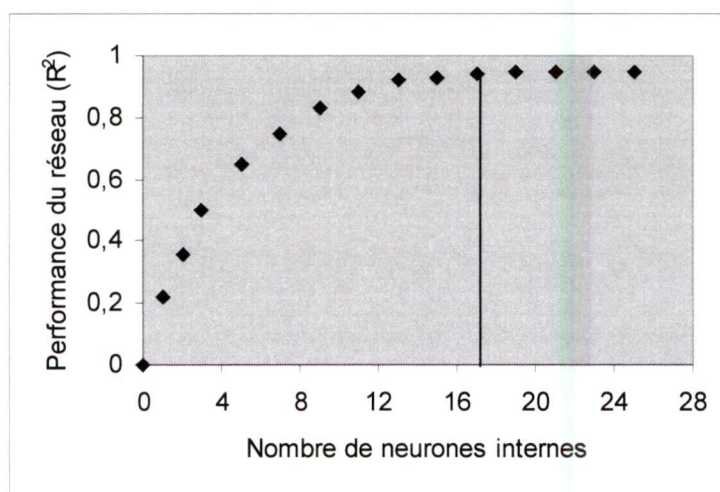 Performance du réseau (R²)
1
0,8
0,6
0,4
0,2
0
0 4 8 12 16 20 24 28
Nombre de neurones internes